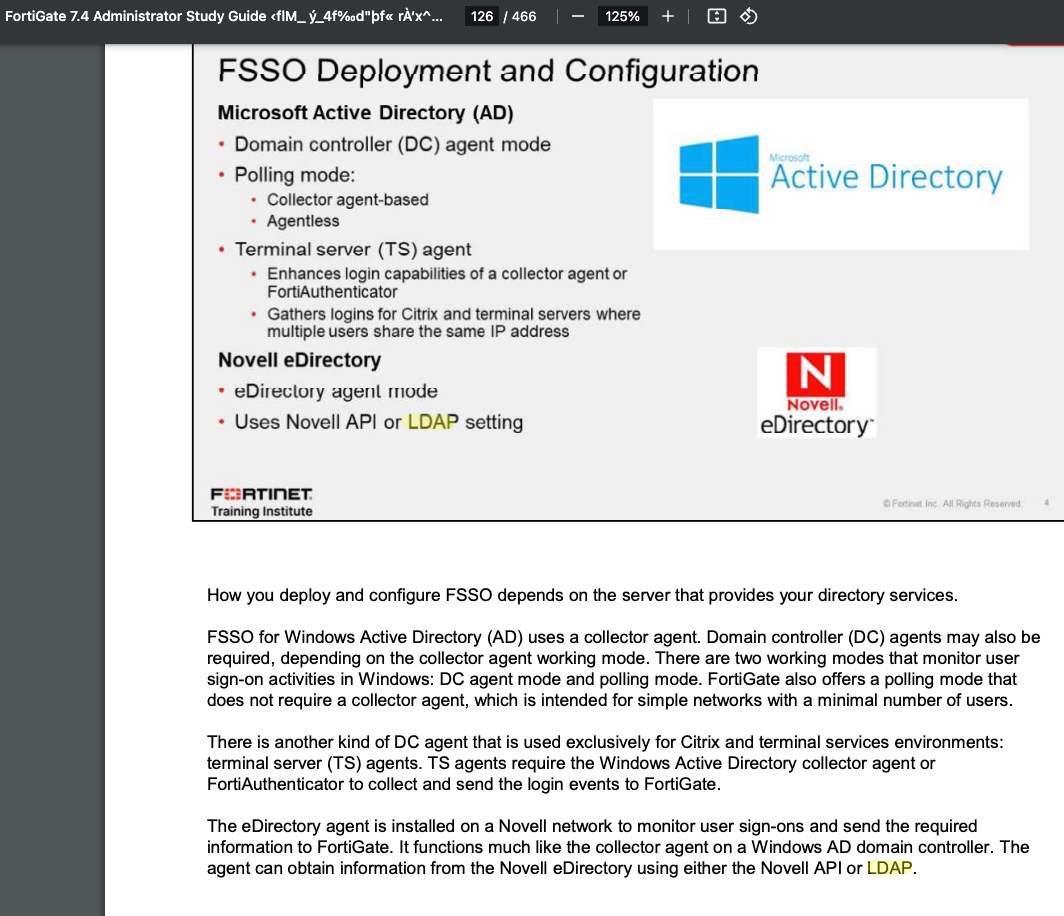 FortiGate 7.4 Administrator Study Guide <flM_ ý_4f‰d"þf« rÀ'x^...
126 / 466
125%
FSSO Deployment and Configuration
Microsoft Active Directory (AD)
• Domain controller (DC) agent mode
• Polling mode:
• Collector agent-based
• Agentless
• Terminal server (TS) agent
• Enhances login capabilities of a collector agent or
FortiAuthenticator
• Gathers logins for Citrix and terminal servers where
multiple users share the same IP address
Microsoft
Active Directory
Novell eDirectory
• eDirectory agent mode
• Uses Novell API or LDAP setting
N
Novell®
eDirectory™
FORTINET
Training Institute
© Fortinet Inc. All Rights Reserved. 4
How you deploy and configure FSSO depends on the server that provides your directory services.
FSSO for Windows Active Directory (AD) uses a collector agent. Domain controller (DC) agents may also be
required, depending on the collector agent working mode. There are two working modes that monitor user
sign-on activities in Windows: DC agent mode and polling mode. FortiGate also offers a polling mode that
does not require a collector agent, which is intended for simple networks with a minimal number of users.
There is another kind of DC agent that is used exclusively for Citrix and terminal services environments:
terminal server (TS) agents. TS agents require the Windows Active Directory collector agent or
FortiAuthenticator to collect and send the login events to FortiGate.
The eDirectory agent is installed on a Novell network to monitor user sign-ons and send the required
information to FortiGate. It functions much like the collector agent on a Windows AD domain controller. The
agent can obtain information from the Novell eDirectory using either the Novell API or LDAP.